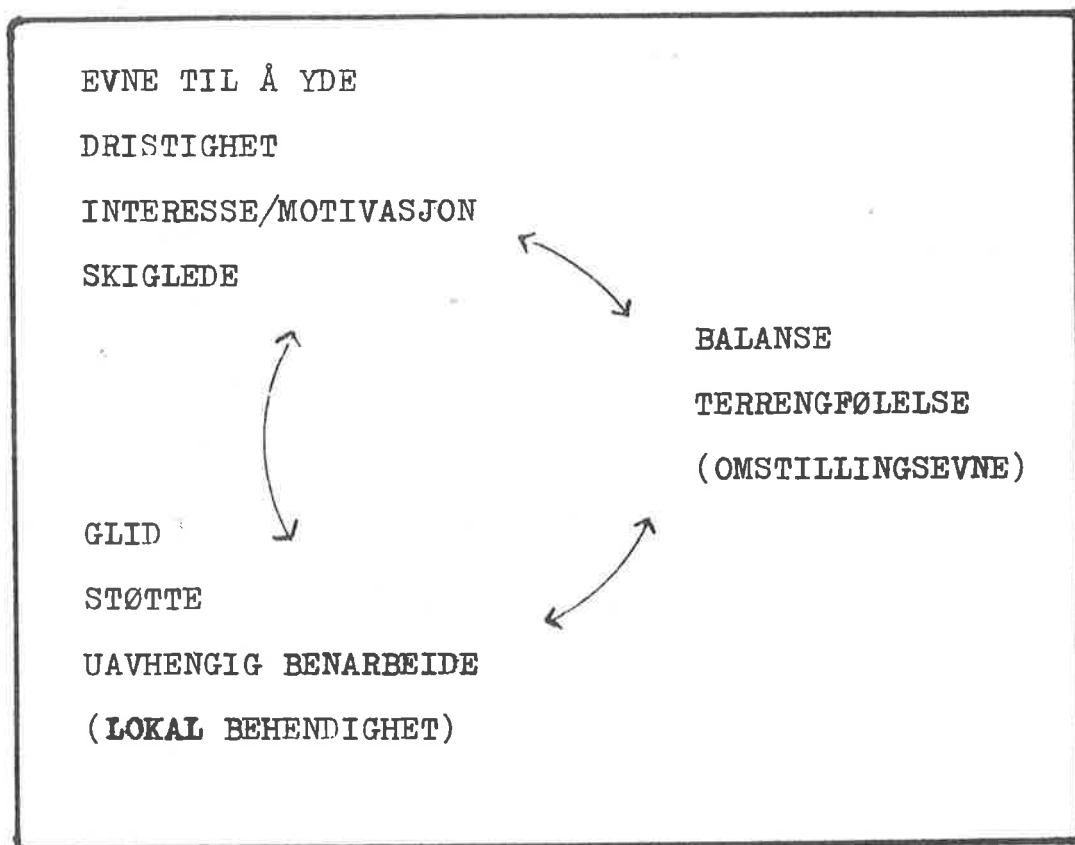 EVNE TIL Å YDE
DRISTIGHET
INTERESSE/MOTIVASJON
SKIGLEDE
BALANSE
TERRENGFØLELSE
(OMSTILLINGSEVNE)
GLID
STØTTE
UAVHENGIG BENARBEIDE
(LOKAL BEHENDIGHET)